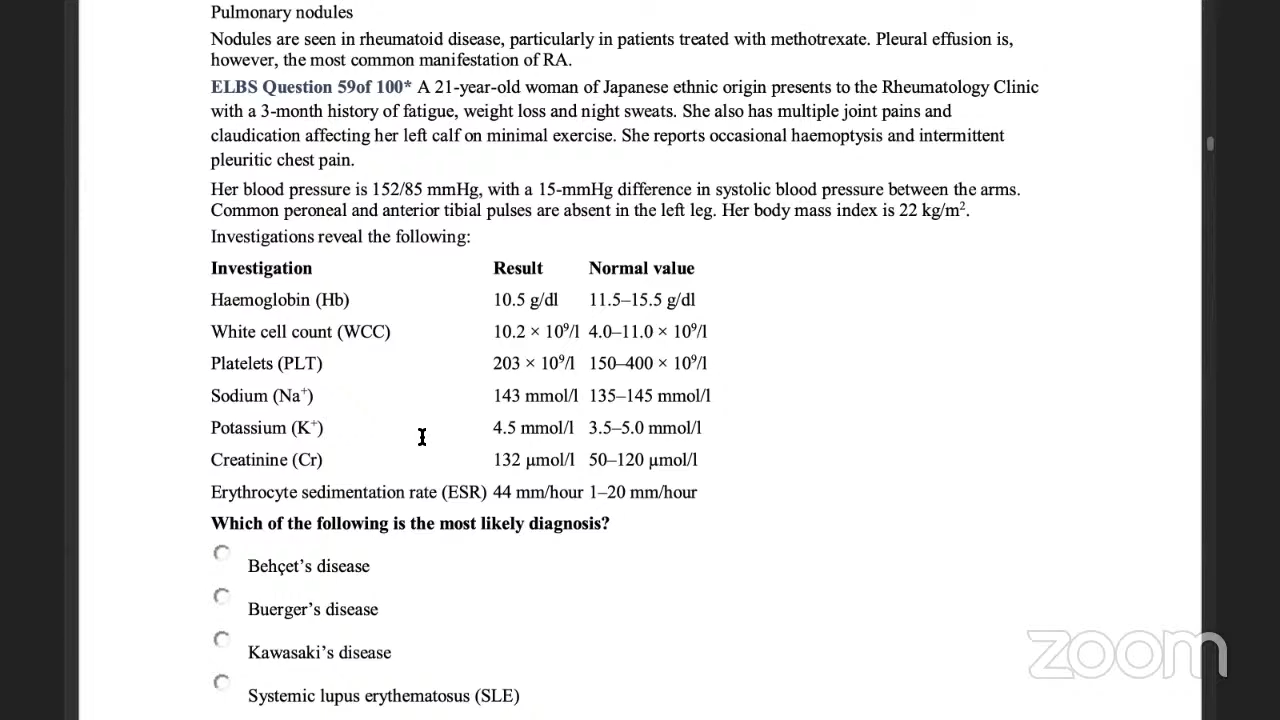 Pulmonary nodules
Nodules are seen in rheumatoid disease, particularly in patients treated with methotrexate. Pleural effusion is,
however, the most common manifestation of RA.
ELBS Question 59of 100* A 21-year-old woman of Japanese ethnic origin presents to the Rheumatology Clinic
with a 3-month history of fatigue, weight loss and night sweats. She also has multiple joint pains and
claudication affecting her left calf on minimal exercise. She reports occasional haemoptysis and intermittent
pleuritic chest pain.
Her blood pressure is 152/85 mmHg, with a 15-mmHg difference in systolic blood pressure between the arms.
Common peroneal and anterior tibial pulses are absent in the left leg. Her body mass index is 22 kg/m².
Investigations reveal the following:
Investigation Result Normal value
Haemoglobin (Hb) 10.5 g/dl 11.5–15.5 g/dl
White cell count (WCC) 10.2 × 10⁹/l 4.0–11.0 × 10⁹/l
Platelets (PLT) 203 × 10⁹/l 150–400 × 10⁹/l
Sodium (Na⁺) 143 mmol/l 135–145 mmol/l
Potassium (K⁺) 4.5 mmol/l 3.5–5.0 mmol/l
Creatinine (Cr) 132 µmol/l 50–120 µmol/l
Erythrocyte sedimentation rate (ESR) 44 mm/hour 1–20 mm/hour
Which of the following is the most likely diagnosis?
Behçet’s disease
Buerger’s disease
Kawasaki’s disease
Systemic lupus erythematosus (SLE)
zoom